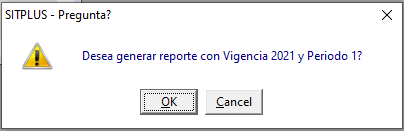 SITPLUS - Pregunta?
Desea generar reporte con Vigencia 2021 y Periodo 1?
OK Cancel